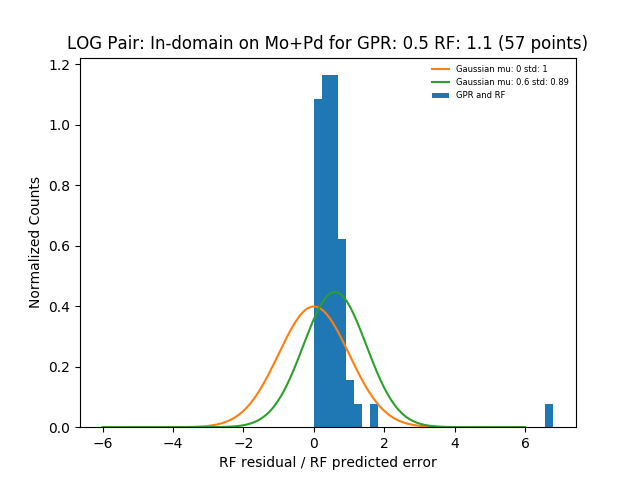 LOG Pair: In-domain on Mo+Pd for GPR: 0.5 RF: 1.1 (57 points)
Gaussian mu: 0 std: 1
Gaussian mu: 0.6 std: 0.89
GPR and RF
Normalized Counts
1.2
1.0
0.8
0.6
0.4
0.2
0.0
−6 −4 −2 0 2 4 6
RF residual / RF predicted error